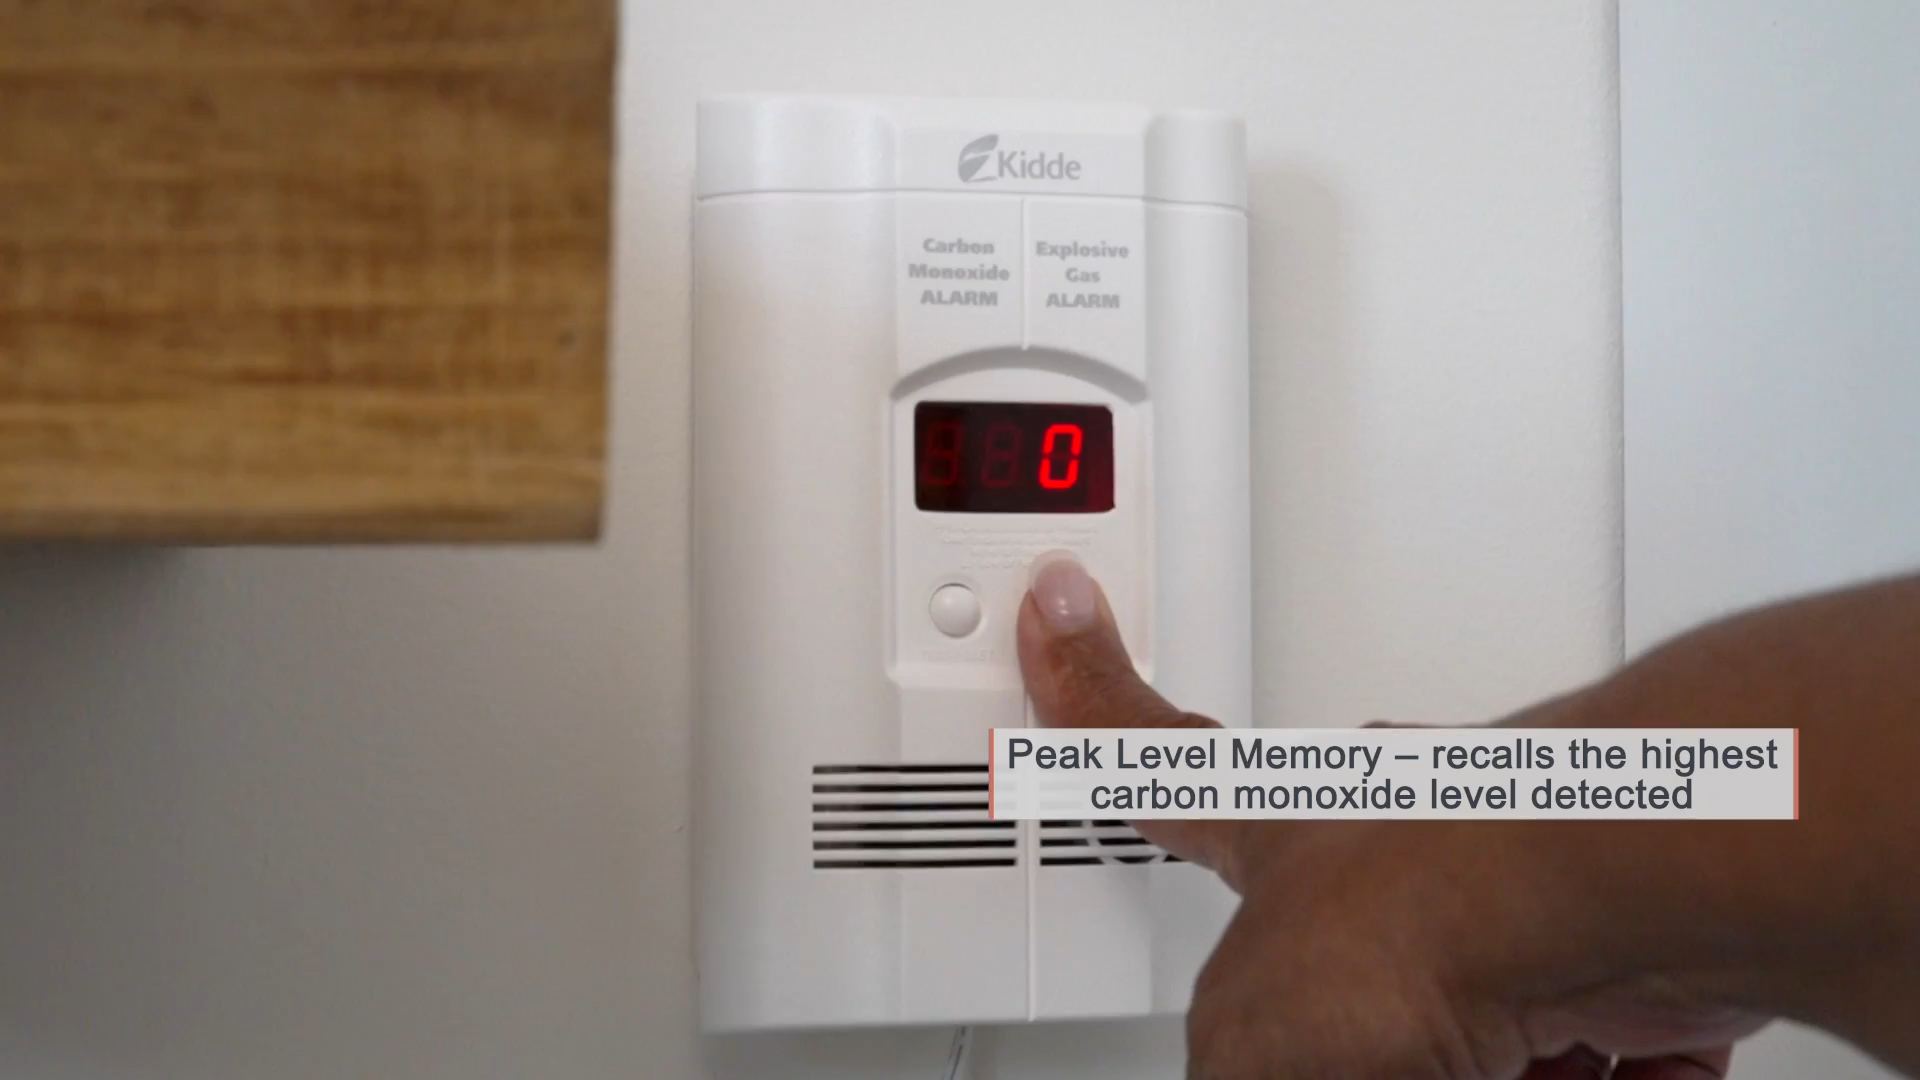 Kidde
Carbon
Monoxide
ALARM
Explosive
Gas
ALARM
0
Peak Level Memory – recalls the highest
carbon monoxide level detected